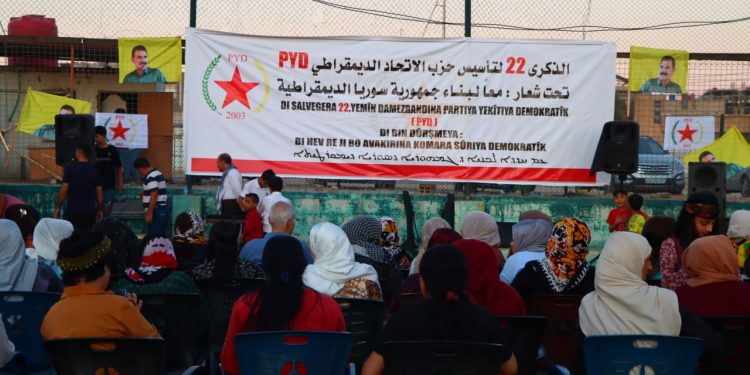 PYD
2003
الذكرى 22 لتأسيس حزب الاتحاد الديمقراطي PYD
تحت شعار : معاً لبناء جمهورية سوريا الديمقراطية
DI SALVEGERA 22,YEMÎN DAMEZRANDINA PARTIYA YEKÎTIYA DEMOKRATÎK
( PYD )
DI BIN DÛRŞMEYA :
BI HEV RE JI BO AVAKIRINA KOMARA SÛRIYA DEMOKRATÎK